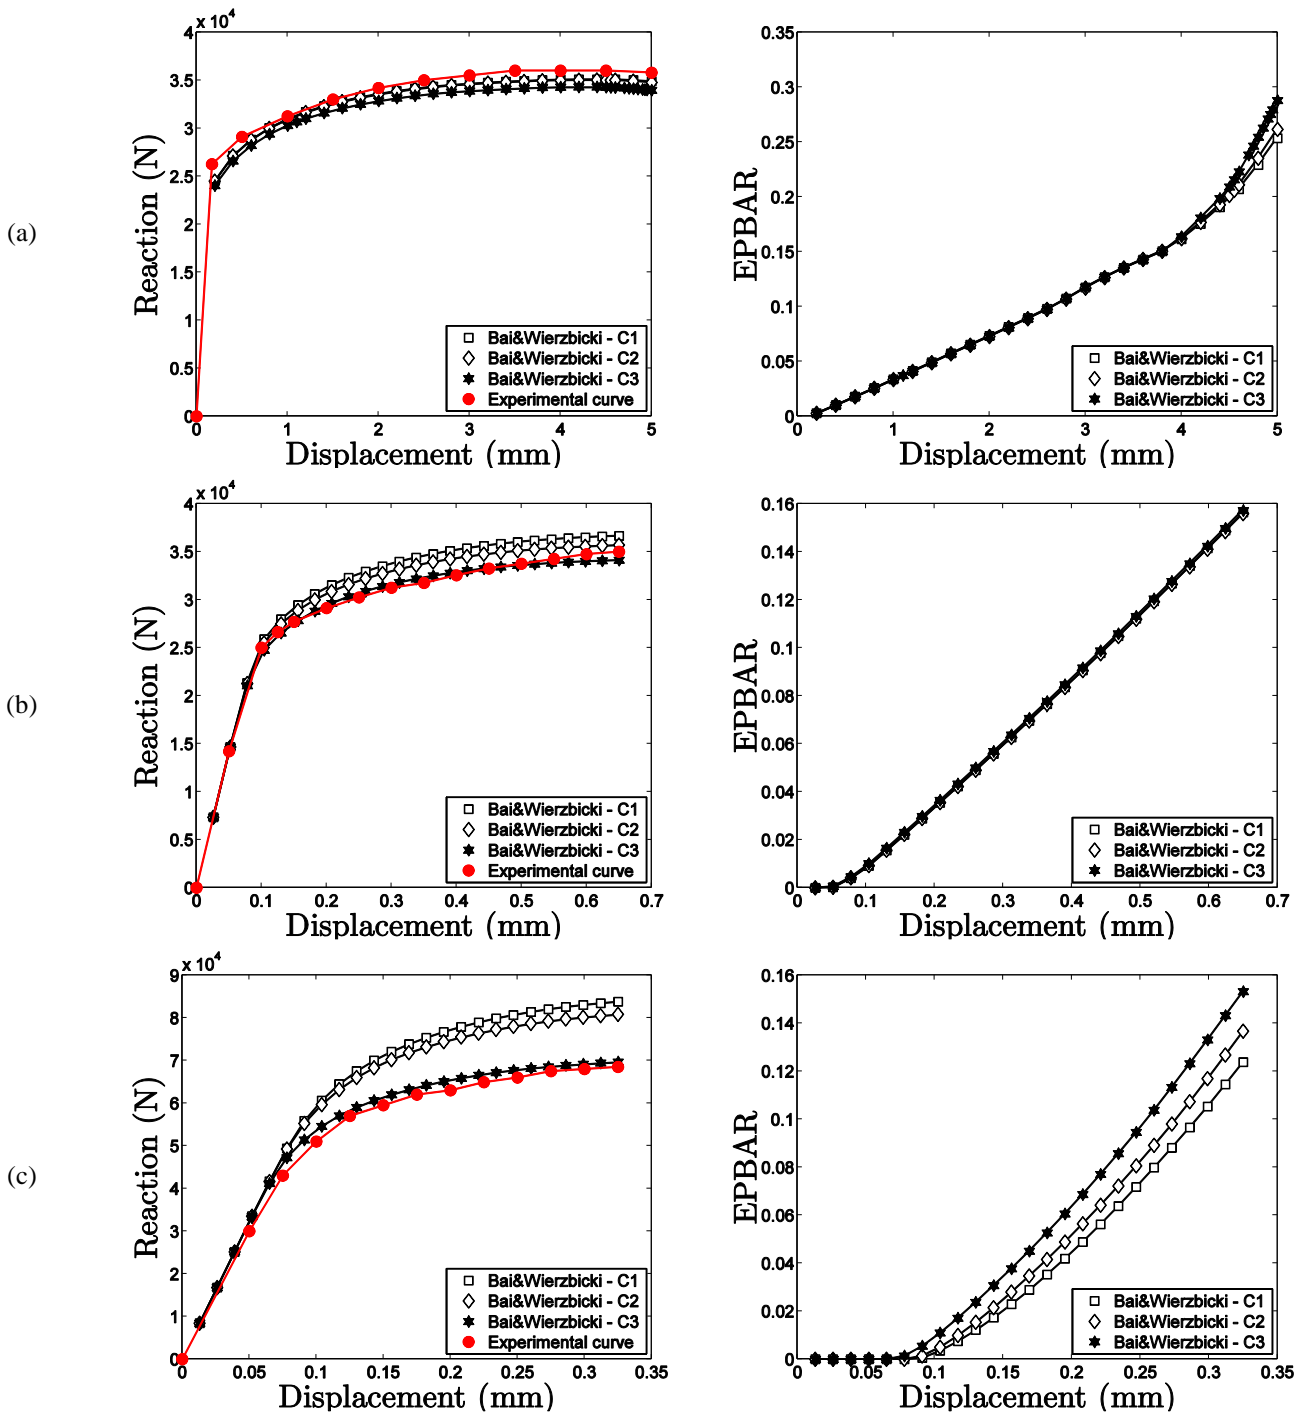 (a)
x 10⁴
4
3.5
3
2.5
2
1.5
1
0.5
0
0 1 2 3 4 5
Reaction (N)
Displacement (mm)
Bai&Wierzbicki - C1
Bai&Wierzbicki - C2
Bai&Wierzbicki - C3
Experimental curve
0.35
0.3
0.25
0.2
0.15
0.1
0.05
0
0 1 2 3 4 5
EPBAR
Displacement (mm)
Bai&Wierzbicki - C1
Bai&Wierzbicki - C2
Bai&Wierzbicki - C3
(b)
x 10⁴
4
3.5
3
2.5
2
1.5
1
0.5
0
0 0.1 0.2 0.3 0.4 0.5 0.6 0.7
Reaction (N)
Displacement (mm)
Bai&Wierzbicki - C1
Bai&Wierzbicki - C2
Bai&Wierzbicki - C3
Experimental curve
0.16
0.14
0.12
0.1
0.08
0.06
0.04
0.02
0
0 0.1 0.2 0.3 0.4 0.5 0.6 0.7
EPBAR
Displacement (mm)
Bai&Wierzbicki - C1
Bai&Wierzbicki - C2
Bai&Wierzbicki - C3
(c)
x 10⁴
9
8
7
6
5
4
3
2
1
0
0 0.05 0.1 0.15 0.2 0.25 0.3 0.35
Reaction (N)
Displacement (mm)
Bai&Wierzbicki - C1
Bai&Wierzbicki - C2
Bai&Wierzbicki - C3
Experimental curve
0.16
0.14
0.12
0.1
0.08
0.06
0.04
0.02
0
0 0.05 0.1 0.15 0.2 0.25 0.3 0.35
EPBAR
Displacement (mm)
Bai&Wierzbicki - C1
Bai&Wierzbicki - C2
Bai&Wierzbicki - C3